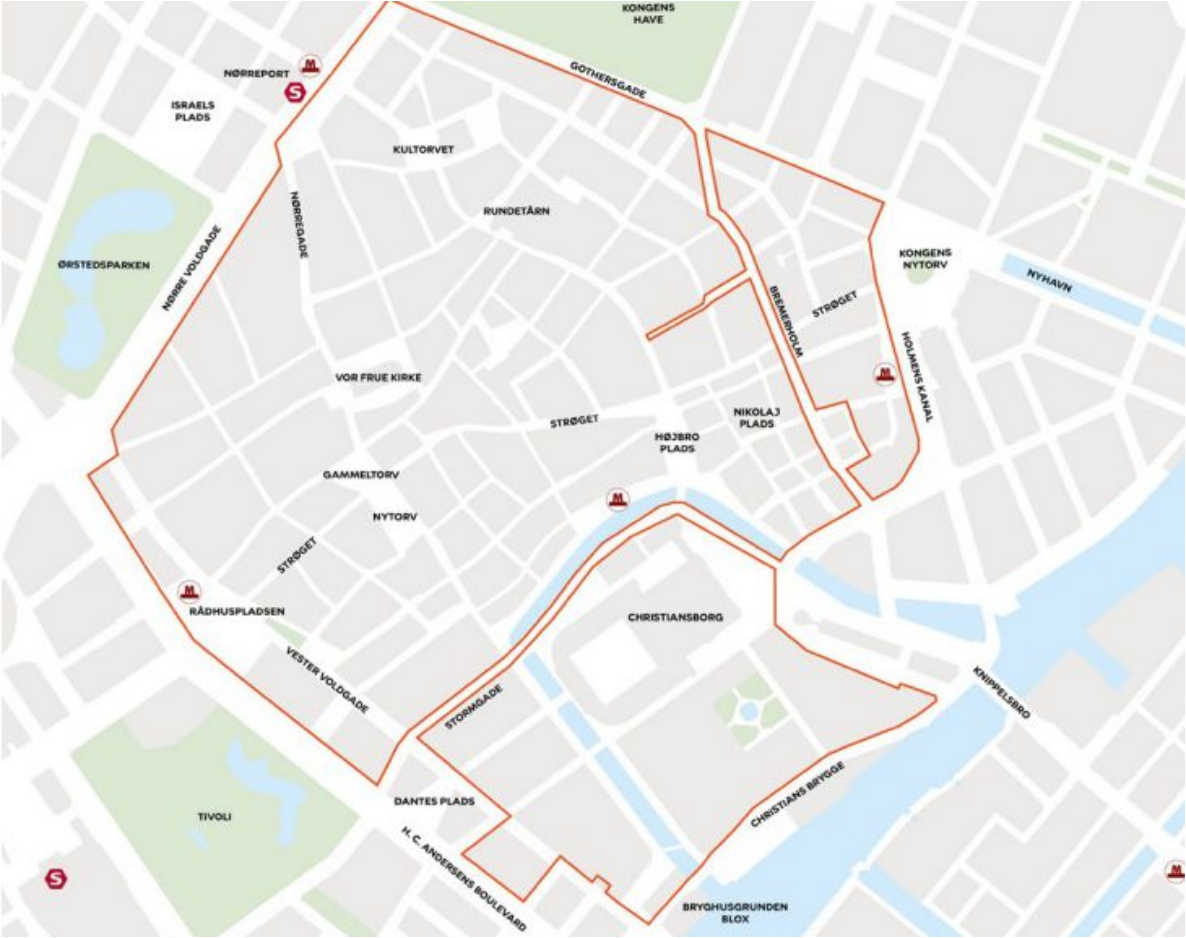 KONGENS
HAVE
NØRREPORT
M
S
GOTHERSGADE
ISRAELS
PLADS
KULTORVET
NØRREGADE
RUNDETÅRN
ØRSTEDSPARKEN
NØRRE VOLDGADE
KONGENS
NYTORV
NYHAVN
BREMERHOLM
STRØGET
HOLMENS KANAL
M
VOR FRUE KIRKE
STRØGET
NIKOLAJ
PLADS
HØJBRO
PLADS
GAMMELTORV
M
NYTORV
STRØGET
M
RÅDHUSPLADSEN
CHRISTIANSBORG
VESTER VOLDGADE
STORMGADE
KNIPPELSBRO
DANTES PLADS
CHRISTIANS BRYGGE
TIVOLI
H. C. ANDERSENS BOULEVARD
S
M
BRYGHUSGRUNDEN
BLOX